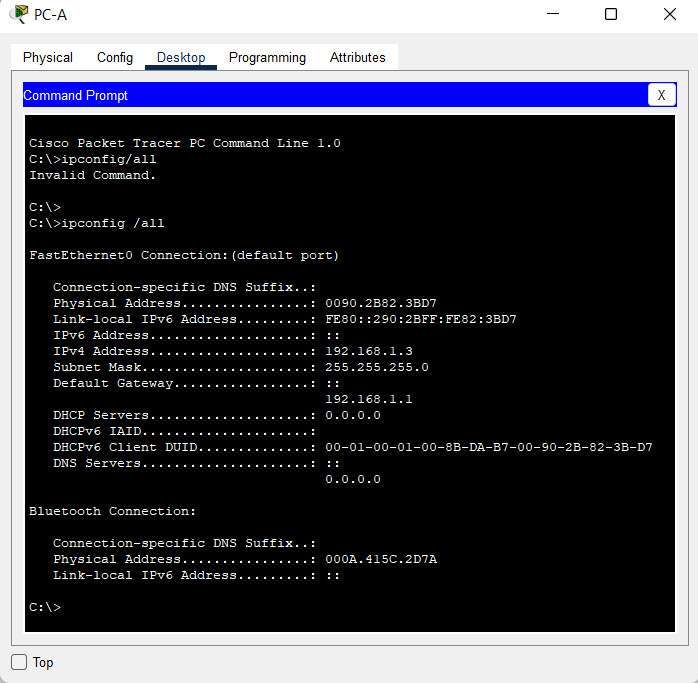 PC-A
Physical Config Desktop Programming Attributes
Command Prompt X
Cisco Packet Tracer PC Command Line 1.0
C:\>ipconfig/all
Invalid Command.
C:\>
C:\>ipconfig /all
FastEthernet0 Connection:(default port)
Connection-specific DNS Suffix..:
Physical Address................: 0090.2B82.3BD7
Link-local IPv6 Address.........: FE80::290:2BFF:FE82:3BD7
IPv6 Address....................: ::
IPv4 Address....................: 192.168.1.3
Subnet Mask.....................: 255.255.255.0
Default Gateway.................: ::
192.168.1.1
DHCP Servers....................: 0.0.0.0
DHCPv6 IAID.....................:
DHCPv6 Client DUID..............: 00-01-00-01-00-8B-DA-B7-00-90-2B-82-3B-D7
DNS Servers.....................: ::
0.0.0.0
Bluetooth Connection:
Connection-specific DNS Suffix..:
Physical Address................: 000A.415C.2D7A
Link-local IPv6 Address.........: ::
C:\>
Top